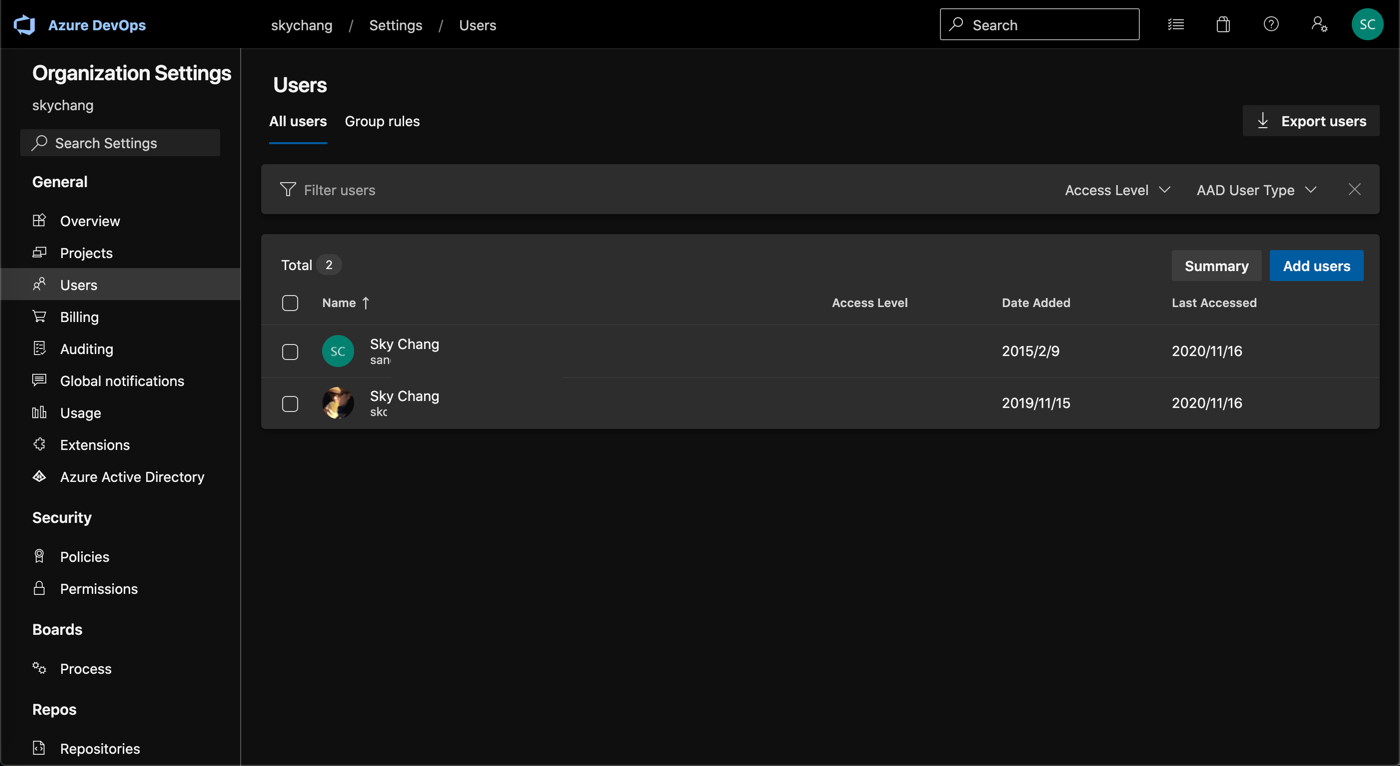 Azure DevOps
skychang / Settings / Users
Search
SC
Organization Settings
skychang
Search Settings
General
Overview
Projects
Users
Billing
Auditing
Global notifications
Usage
Extensions
Azure Active Directory
Security
Policies
Permissions
Boards
Process
Repos
Repositories
Users
All users Group rules
Export users
Filter users
Access Level AAD User Type
Total 2
Summary Add users
Name ↑ Access Level Date Added Last Accessed
SC Sky Chang 2015/2/9 2020/11/16
san
Sky Chang 2019/11/15 2020/11/16